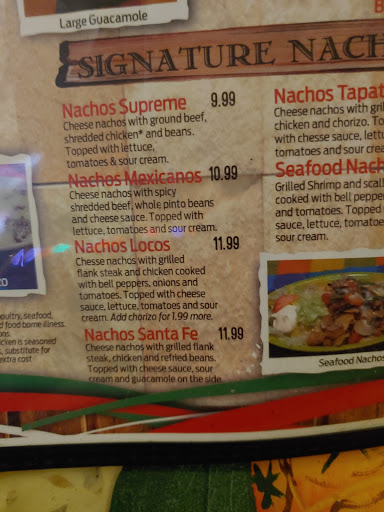 Large Guacamole
SIGNATURE NACH
Nachos Supreme 9.99
Cheese nachos with ground beef,
shredded chicken* and beans.
Topped with lettuce,
tomatoes & sour cream.
Nachos Mexicanos 10.99
Cheese nachos with spicy
shredded beef, whole pinto beans
and cheese sauce. Topped with
lettuce, tomatoes and sour cream.
Nachos Locos 11.99
Cheese nachos with grilled
flank steak and chicken cooked
with bell peppers, onions and
tomatoes. Topped with cheese
sauce, lettuce, tomatoes and sour
cream. Add chorizo for 1.99 more.
Nachos Santa Fe 11.99
Cheese nachos with grilled flank
steak, chicken and refried beans.
Topped with cheese sauce, sour
cream and guacamole on the side.
Nachos Tapat
Cheese nachos with gri
chicken and chorizo. To
with cheese sauce, lettu
tomatoes and sour crea
Seafood Nach
Grilled Shrimp and scall
cooked with bell pepper
and tomatoes. Topped
sauce, lettuce, tomatoe
sour cream.
Seafood Nachos
oultry, seafood,
d food borne illness.
ons.
hicken is seasoned
s, substitute for
extra cost